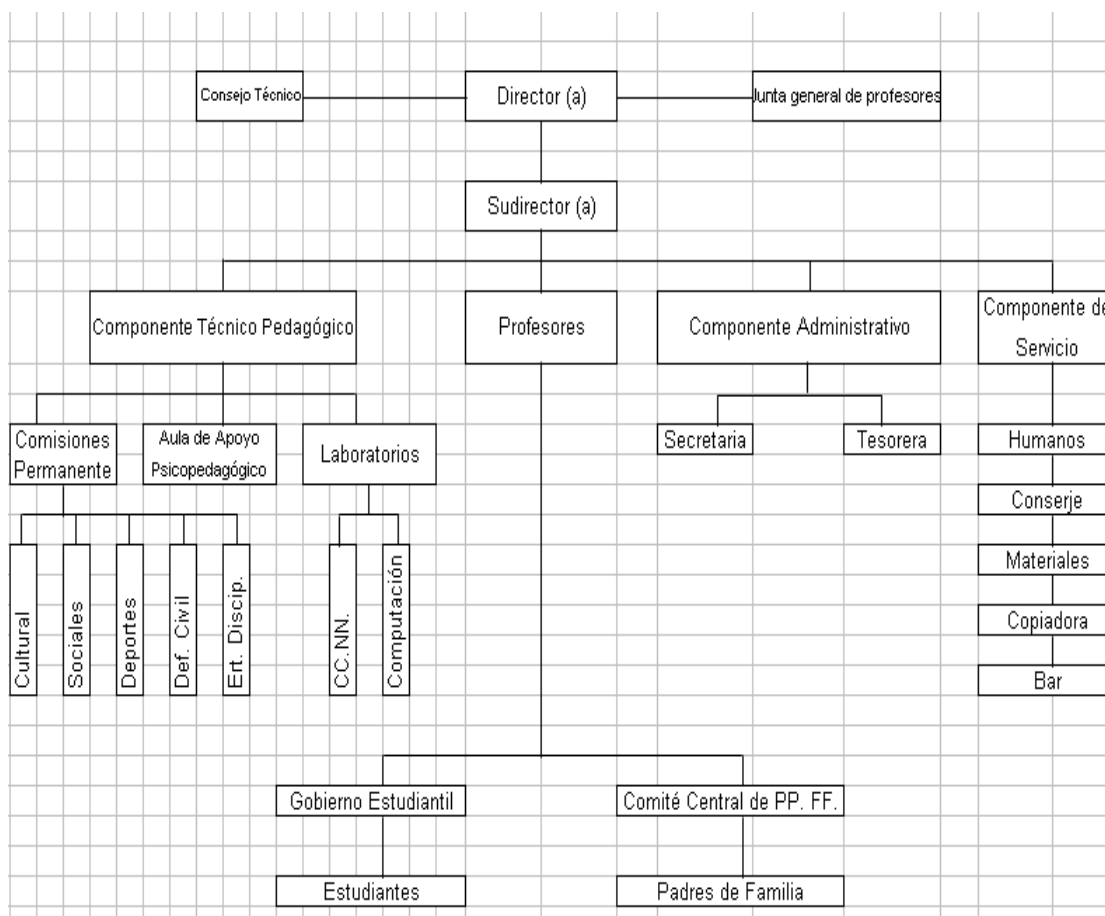 Consejo Técnico
Director (a)
Junta general de profesores
Sudirector (a)
Componente Técnico Pedagógico
Profesores
Componente Administrativo
Componente de
Servicio
Comisiones
Permanente
Aula de Apoyo
Psicopedagógico
Laboratorios
Secretaria
Tesorera
Humanos
Conserje
Materiales
Copiadora
Bar
Cultural
Sociales
Deportes
Def. Civil
Ert. Discip.
CC.NN.
Computación
Gobierno Estudiantil
Comité Central de PP. FF.
Estudiantes
Padres de Familia